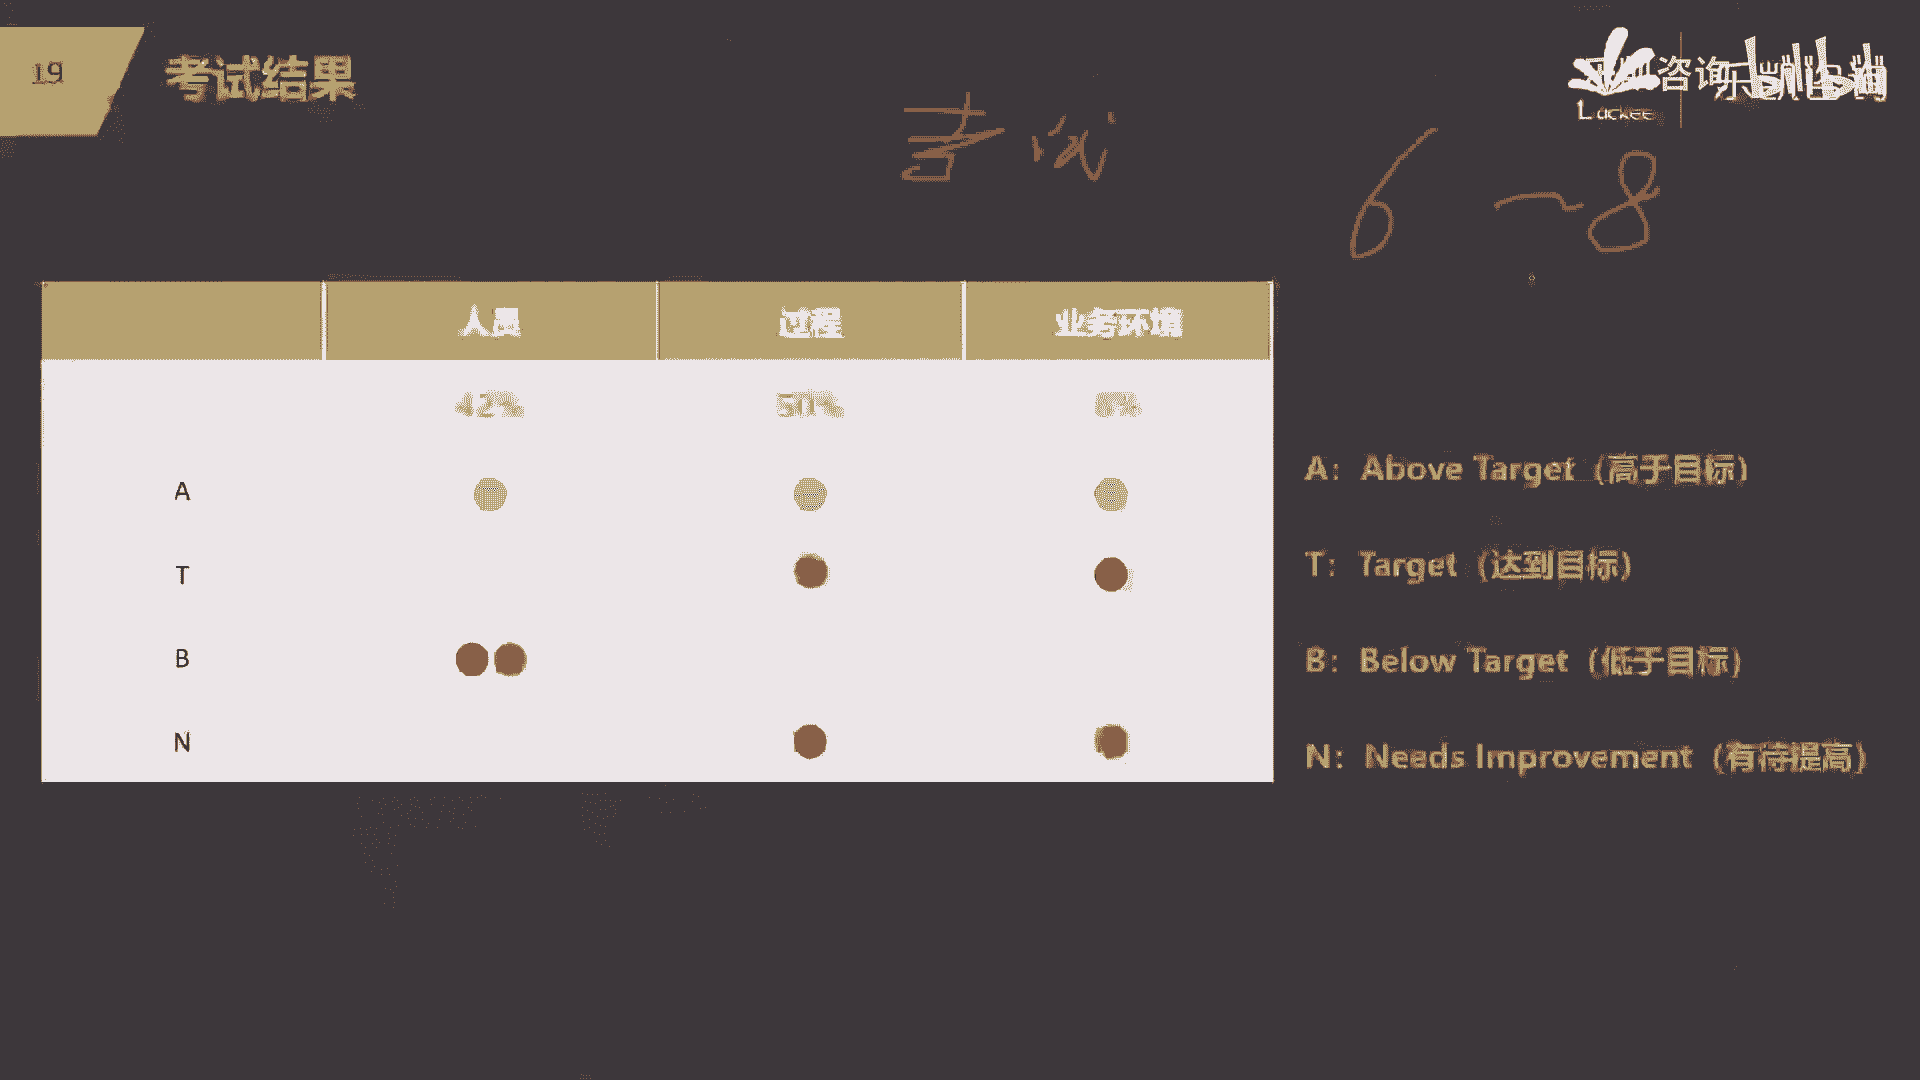 19
考试结果
乐凯咨询
Luckee
考试
6 ~ 8
人员 过程 业务环境
42% 50% 8%
A
T
B
N
A：Above Target（高于目标）
T：Target（达到目标）
B：Below Target（低于目标）
N：Needs Improvement（有待提高）